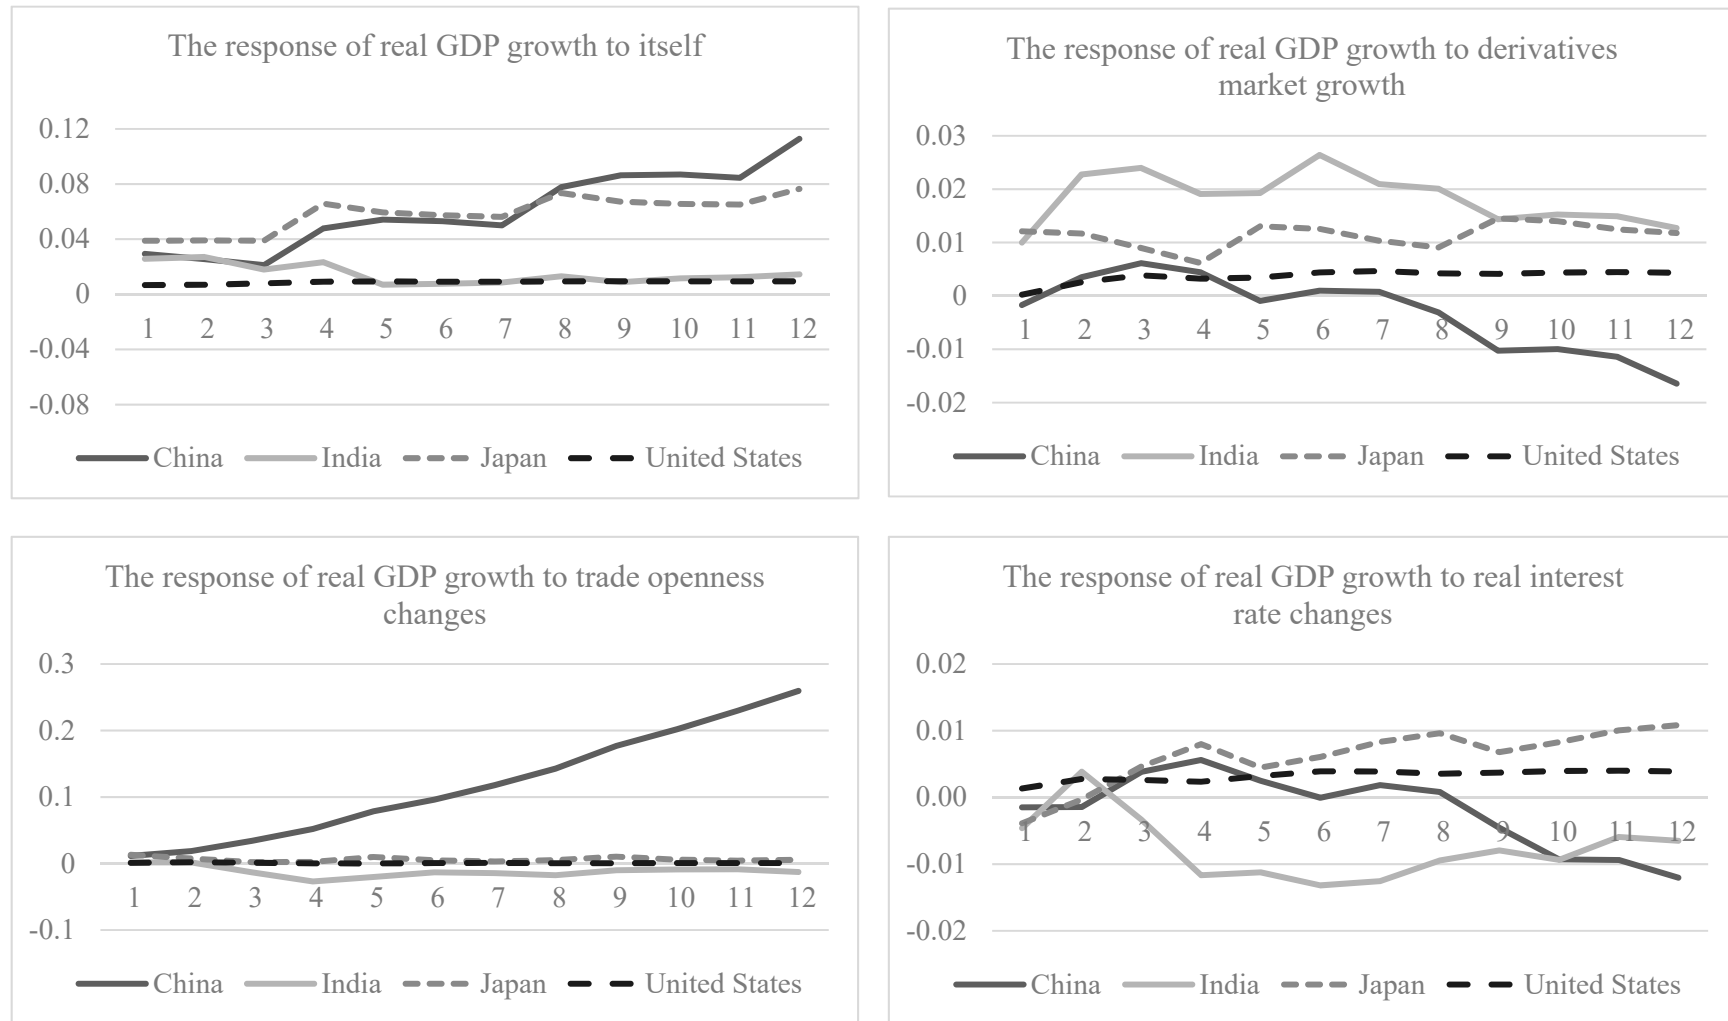 The response of real GDP growth to itself
0.12
0.08
0.04
0
1 2 3 4 5 6 7 8 9 10 11 12
-0.04
-0.08
China India Japan United States
The response of real GDP growth to derivatives
market growth
0.03
0.02
0.01
0
1 2 3 4 5 6 7 8 9 10 11 12
-0.01
-0.02
China India Japan United States
The response of real GDP growth to trade openness
changes
0.3
0.2
0.1
0
1 2 3 4 5 6 7 8 9 10 11 12
-0.1
China India Japan United States
The response of real GDP growth to real interest
rate changes
0.02
0.01
0.00
1 2 3 4 5 6 7 8 9 10 11 12
-0.01
-0.02
China India Japan United States